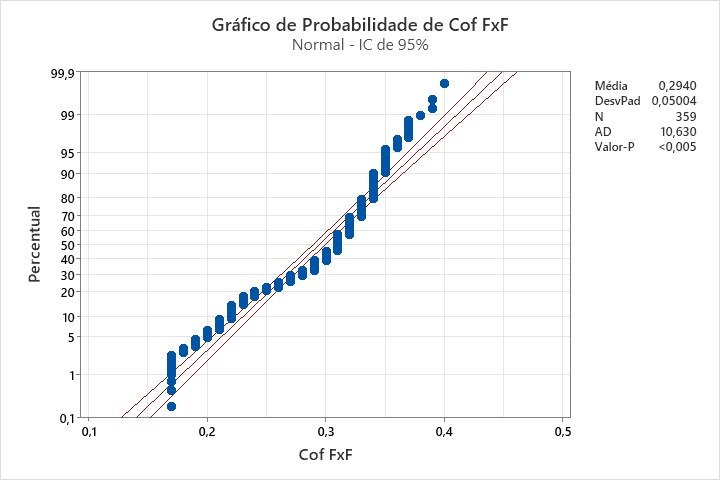 Gráfico de Probabilidade de Cof FxF
Normal - IC de 95%
99,9
99
95
90
80
70
60
50
40
30
20
10
5
1
0,1
Percentual
0,1 0,2 0,3 0,4 0,5
Cof FxF
Média 0,2940
DesvPad 0,05004
N 359
AD 10,630
Valor-P <0,005